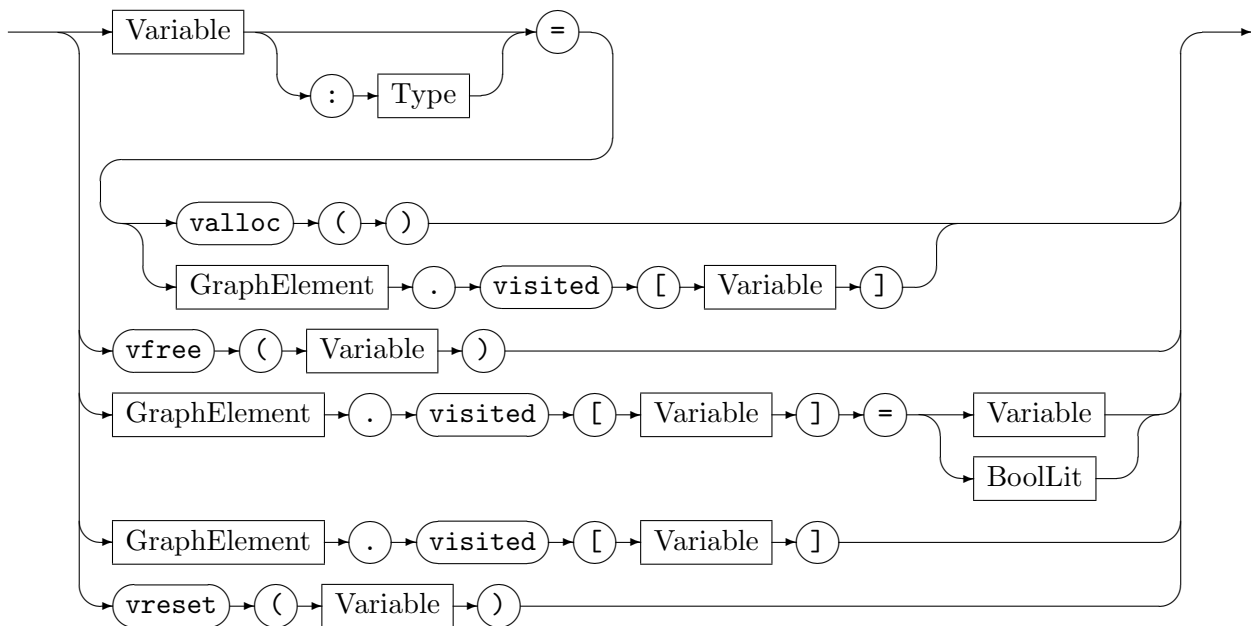 Variable =
: Type
valloc ( )
GraphElement . visited [ Variable ]
vfree ( Variable )
GraphElement . visited [ Variable ] = Variable
BoolLit
GraphElement . visited [ Variable ]
vreset ( Variable )